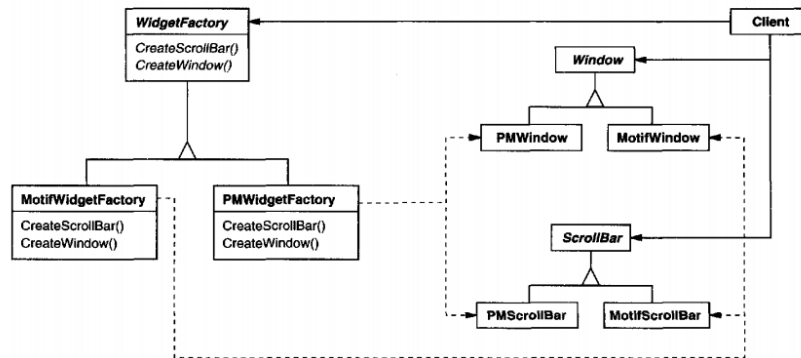 WidgetFactory
CreateScrollBar()
CreateWindow()
Client
Window
PMWindow
MotifWindow
MotifWidgetFactory
CreateScrollBar()
CreateWindow()
PMWidgetFactory
CreateScrollBar()
CreateWindow()
ScrollBar
PMScrollBar
MotifScrollBar